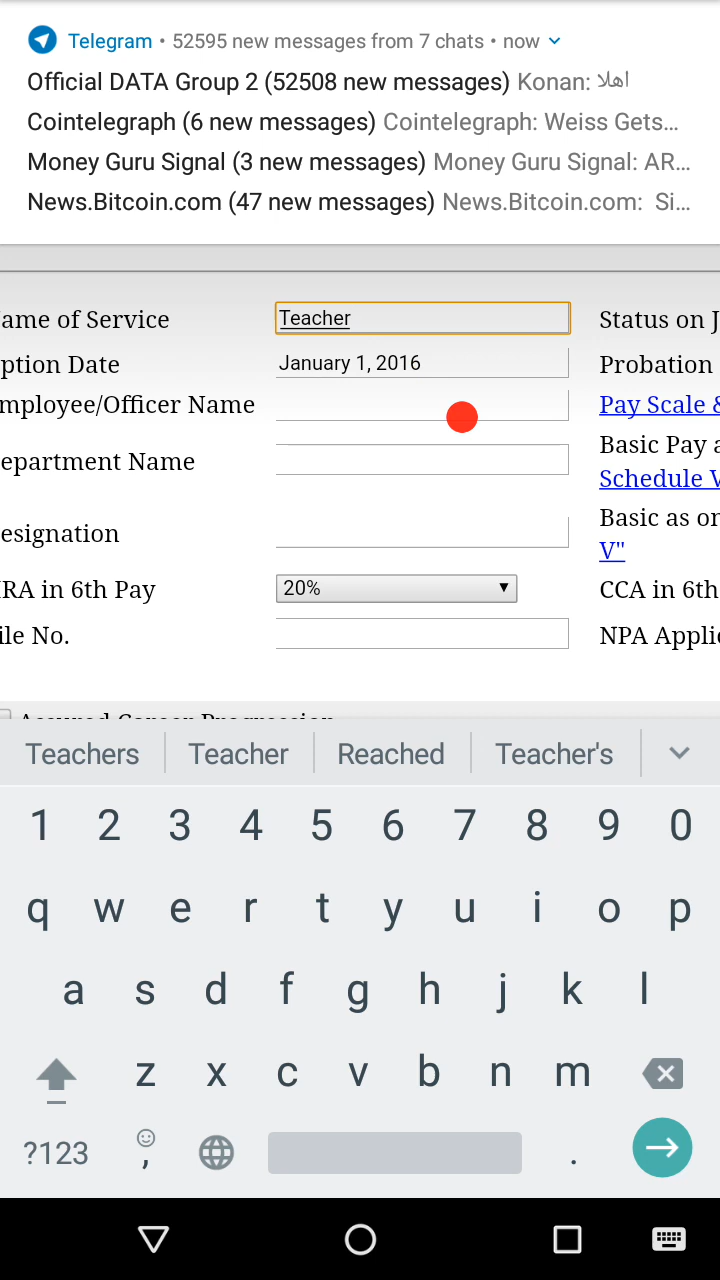 Telegram • 52595 new messages from 7 chats • now
Official DATA Group 2 (52508 new messages) Konan: اهلا
Cointelegraph (6 new messages) Cointelegraph: Weiss Gets...
Money Guru Signal (3 new messages) Money Guru Signal: AR...
News.Bitcoin.com (47 new messages) News.Bitcoin.com: Si...
ame of Service Teacher Status on J
ption Date January 1, 2016 Probation
mployee/Officer Name Pay Scale &
epartment Name Basic Pay a
Schedule V
esignation Basic as or
V"
RA in 6th Pay 20% CCA in 6th
ile No. NPA Applic
Teachers Teacher Reached Teacher's
1 2 3 4 5 6 7 8 9 0
q w e r t y u i o p
a s d f g h j k l
z x c v b n m
?123 , .